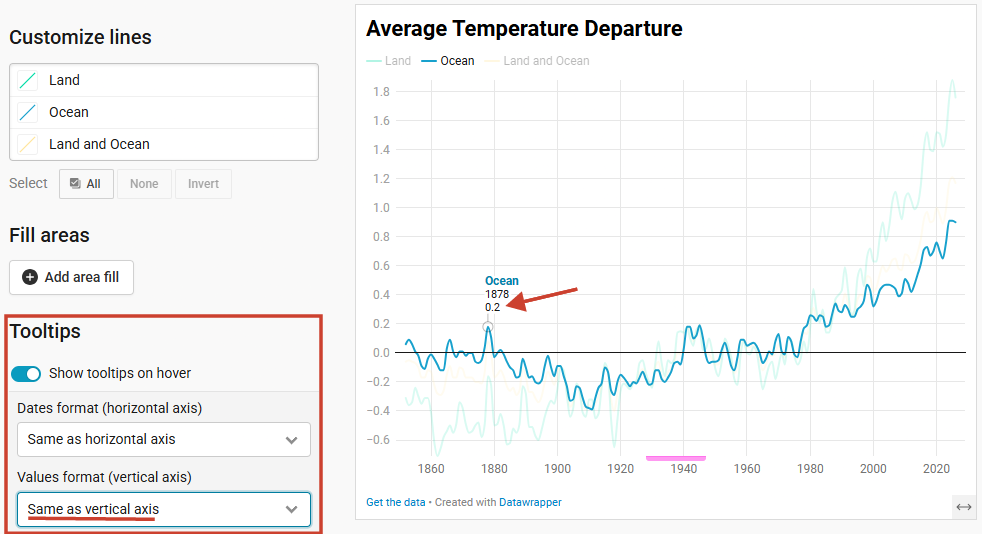 Customize lines
Land
Ocean
Land and Ocean
Select All None Invert
Fill areas
Add area fill
Tooltips
Show tooltips on hover
Dates format (horizontal axis)
Same as horizontal axis
Values format (vertical axis)
Same as vertical axis
Average Temperature Departure
Land Ocean Land and Ocean
1.8
1.6
1.4
1.2
1.0
0.8
0.6
0.4
0.2
0.0
−0.2
−0.4
−0.6
Ocean
1878
0.2
1860 1880 1900 1920 1940 1960 1980 2000 2020
Get the data • Created with Datawrapper